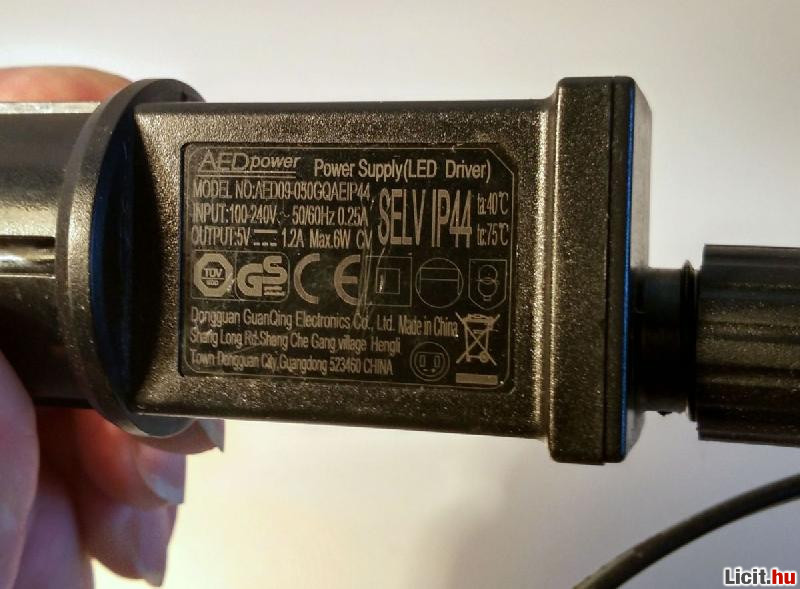 AEDpower Power Supply(LED Driver)
MODEL NO:AED09-050GQAEIP44
INPUT:100-240V ~ 50/60Hz 0.25A
OUTPUT:5V ⎓ 1.2A Max.6W CV
SELV IP44
ta:40℃
tc:75℃
TÜV
GS
CE
Dongguan GuanQing Electronics Co., Ltd. Made in China
Shang Long Rd.Shang Che Gang village Hengli
Town Dongguan City,Guangdong 523460 CHINA
Licit.hu